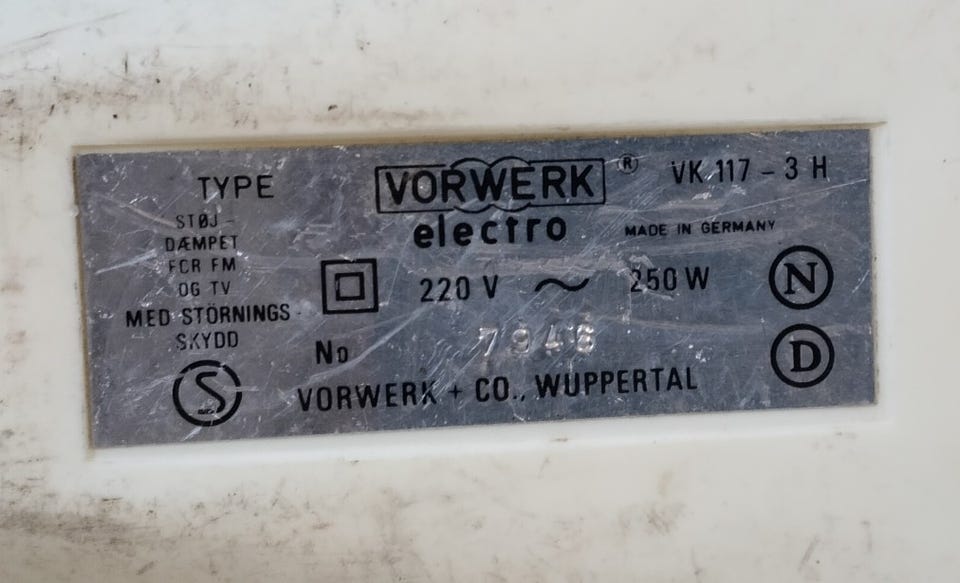 TYPE VORWERK ® VK 117 - 3 H
electro MADE IN GERMANY
STØJ-
DÆMPET
FOR FM
OG TV
MED STÖRNINGS-
SKYDD
220 V ~ 250 W
N
D
No 7946
S
VORWERK + CO., WUPPERTAL